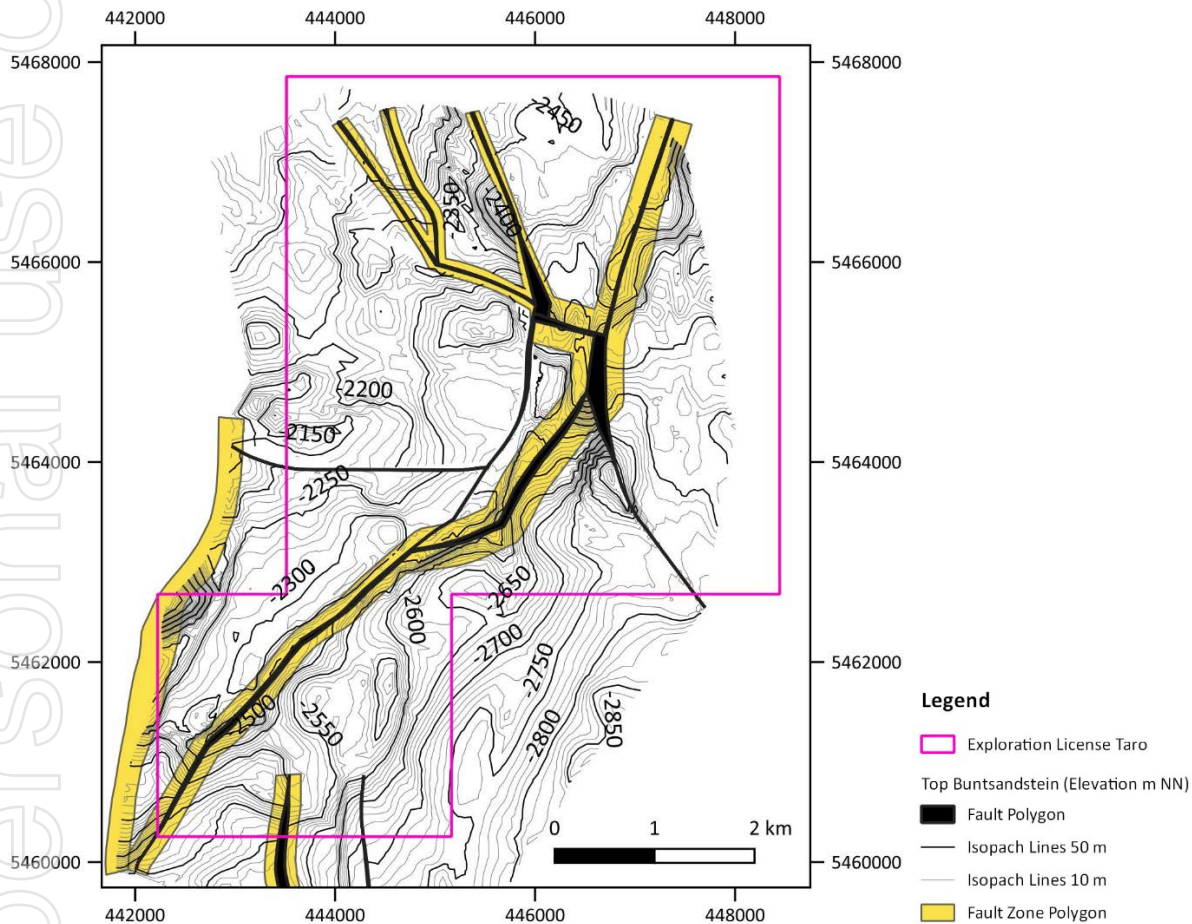 442000 444000 446000 448000
5468000 5468000
-2450
-2350
-2400
5466000 5466000
-2200
-2150
5464000 5464000
-2250
-2300
-2650
-2600
-2700
5462000 5462000
-2750
-2500
-2550
-2800
-2850
0 1 2 km
5460000 5460000
442000 444000 446000 448000
Legend
Exploration License Taro
Top Buntsandstein (Elevation m NN)
Fault Polygon
Isopach Lines 50 m
Isopach Lines 10 m
Fault Zone Polygon
personal use o